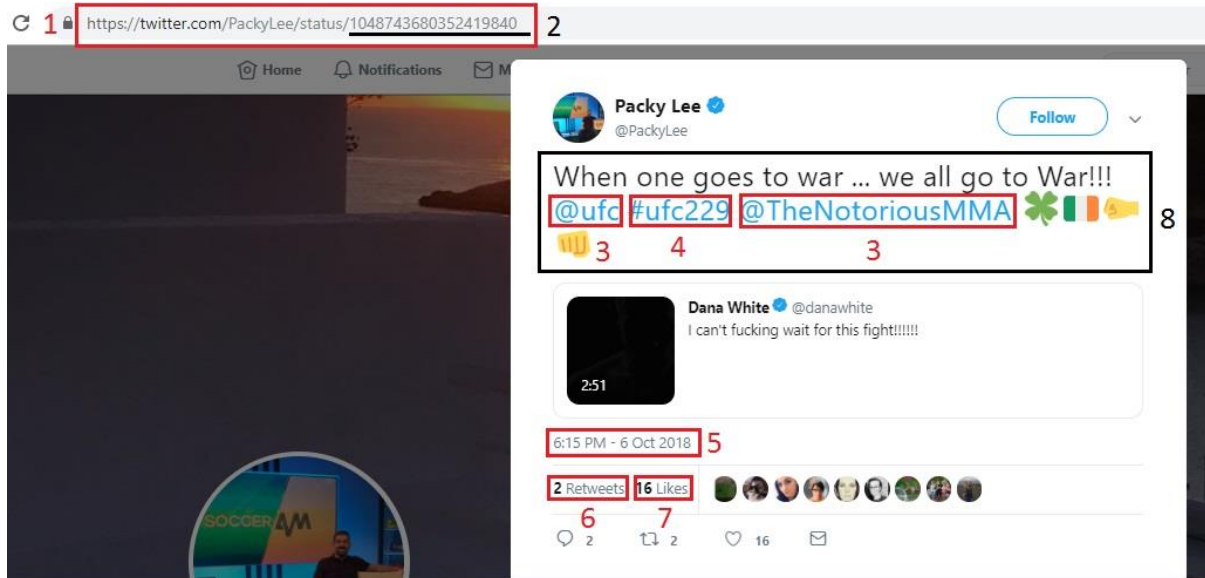 1 https://twitter.com/PackyLee/status/1048743680352419840 2
Home Notifications M
Packy Lee
@PackyLee
Follow
When one goes to war ... we all go to War!!!
@ufc #ufc229 @TheNotoriousMMA 🍀🇮🇪🤛
👊
3 4 3
8
Dana White @danawhite
I can't fucking wait for this fight!!!!!!
2:51
6:15 PM - 6 Oct 2018 5
2 Retweets 16 Likes
6 7
2 2 16
SOCCER AM